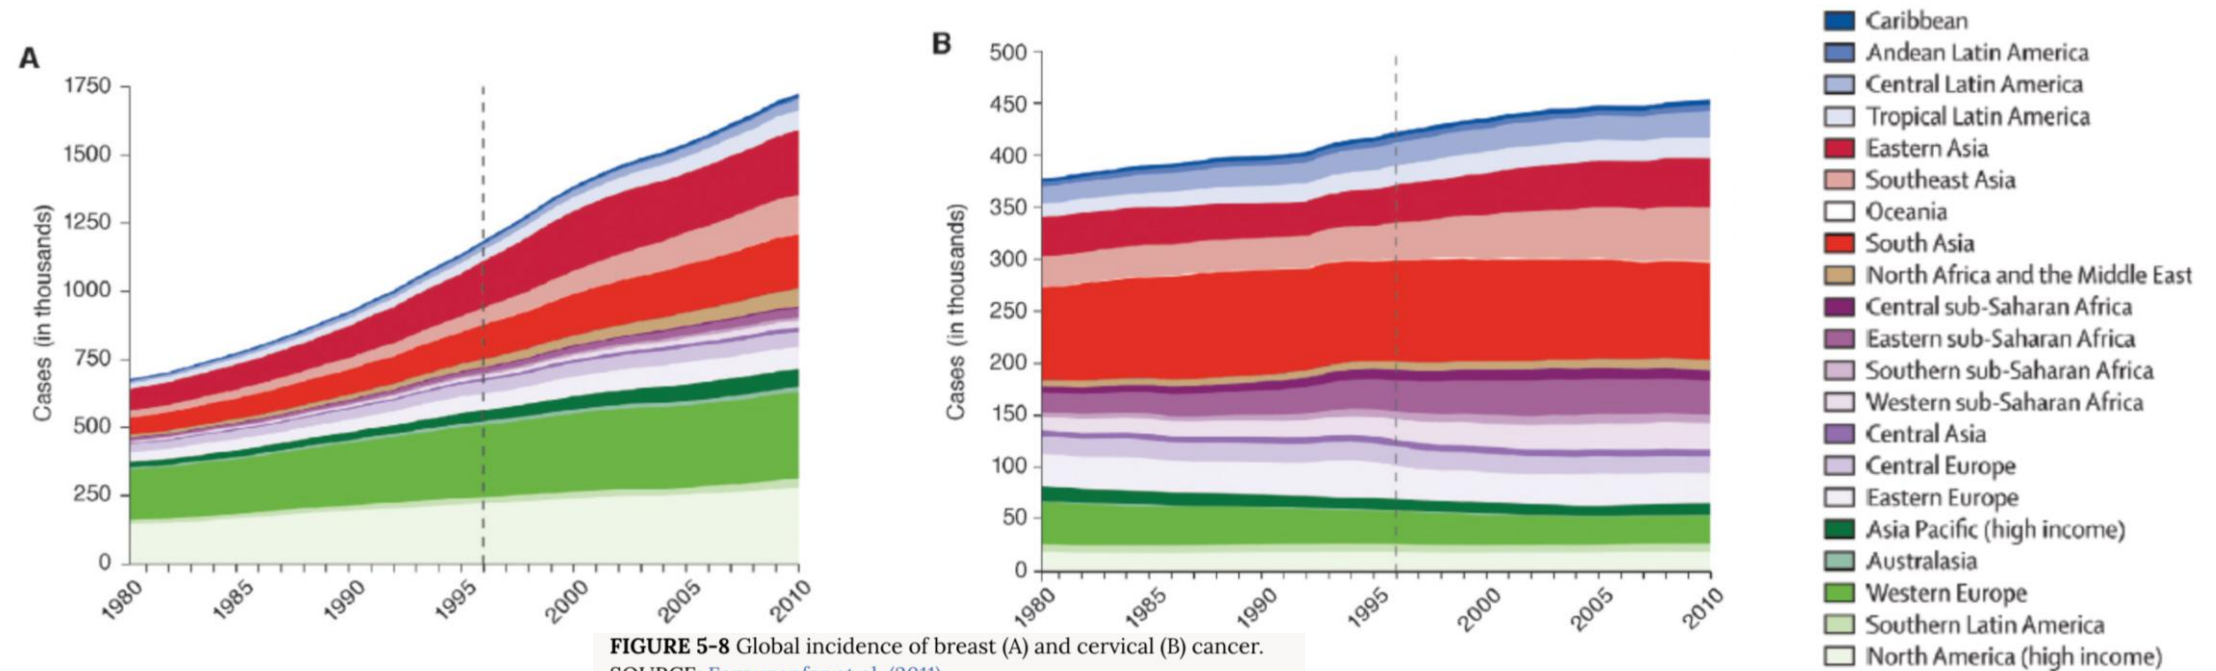 A
Cases (in thousands)
1750
1500
1250
1000
750
500
250
0
1980 1985 1990 1995 2000 2005 2010
B
Cases (in thousands)
500
450
400
350
300
250
200
150
100
50
0
1980 1985 1990 1995 2000 2005 2010
Caribbean
Andean Latin America
Central Latin America
Tropical Latin America
Eastern Asia
Southeast Asia
Oceania
South Asia
North Africa and the Middle East
Central sub-Saharan Africa
Eastern sub-Saharan Africa
Southern sub-Saharan Africa
Western sub-Saharan Africa
Central Asia
Central Europe
Eastern Europe
Asia Pacific (high income)
Australasia
Western Europe
Southern Latin America
North America (high income)
FIGURE 5-8 Global incidence of breast (A) and cervical (B) cancer.
SOURCE: et al. (2011)